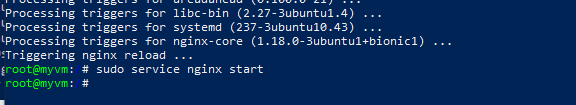 Processing triggers for libc-bin (2.27-3ubuntu1.4) ...
Processing triggers for systemd (237-3ubuntu10.43) ...
Processing triggers for nginx-core (1.18.0-3ubuntu1+bionic1) ...
Triggering nginx reload ...
root@myvm: # sudo service nginx start
root@myvm: #